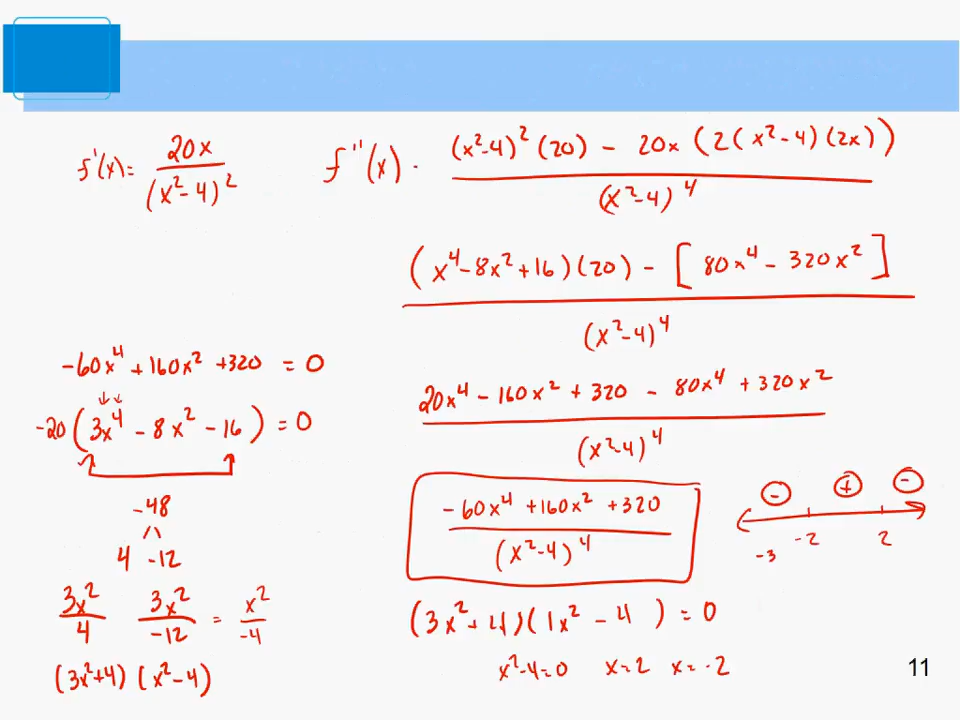 f'(x) = 20x / (x² - 4)²
f''(x) · (x² - 4)² (20) - 20x (2(x² - 4)(2x)) / (x² - 4)⁴
(x⁴ - 8x² + 16)(20) - [80x⁴ - 320x²] / (x² - 4)⁴
-60x⁴ + 160x² + 320 = 0
-20(3x⁴ - 8x² - 16) = 0
-48
4 -12
3x²/4 3x²/-12 = x²/-4
(3x² + 4)(x² - 4)
20x⁴ - 160x² + 320 - 80x⁴ + 320x² / (x² - 4)⁴
-60x⁴ + 160x² + 320 / (x² - 4)⁴
- + -
-3 -2 2
(3x² + 4)(1x² - 4) = 0
x² - 4 = 0 x = 2 x = -2
11